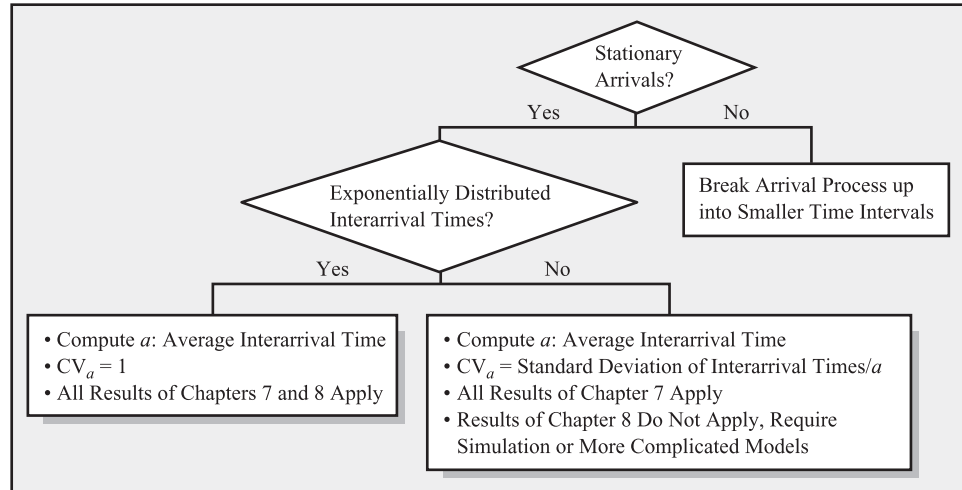 Stationary
Arrivals?
Yes
No
Exponentially Distributed
Interarrival Times?
Break Arrival Process up
into Smaller Time Intervals
Yes
No
• Compute a: Average Interarrival Time
• CVₐ = 1
• All Results of Chapters 7 and 8 Apply
• Compute a: Average Interarrival Time
• CVₐ = Standard Deviation of Interarrival Times/a
• All Results of Chapter 7 Apply
• Results of Chapter 8 Do Not Apply, Require
Simulation or More Complicated Models